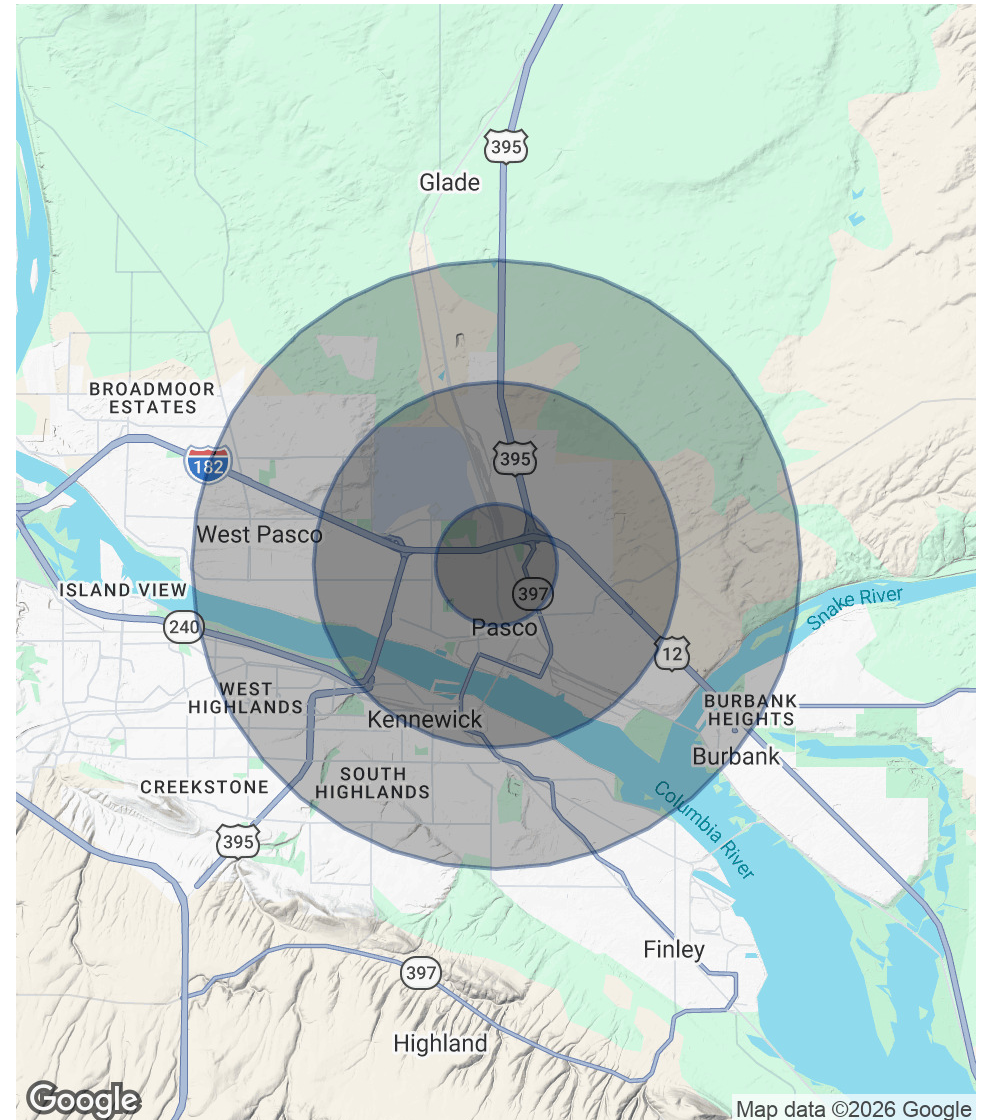 395
Glade
BROADMOOR
ESTATES
395
182
West Pasco
ISLAND VIEW
397
Snake River
240
Pasco
12
WEST
HIGHLANDS
BURBANK
HEIGHTS
Kennewick
Burbank
SOUTH
HIGHLANDS
CREEKSTONE
Columbia River
395
Finley
397
Highland
Google
Map data ©2026 Google